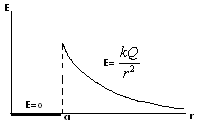 E
E= kQ/r²
E=0
a r